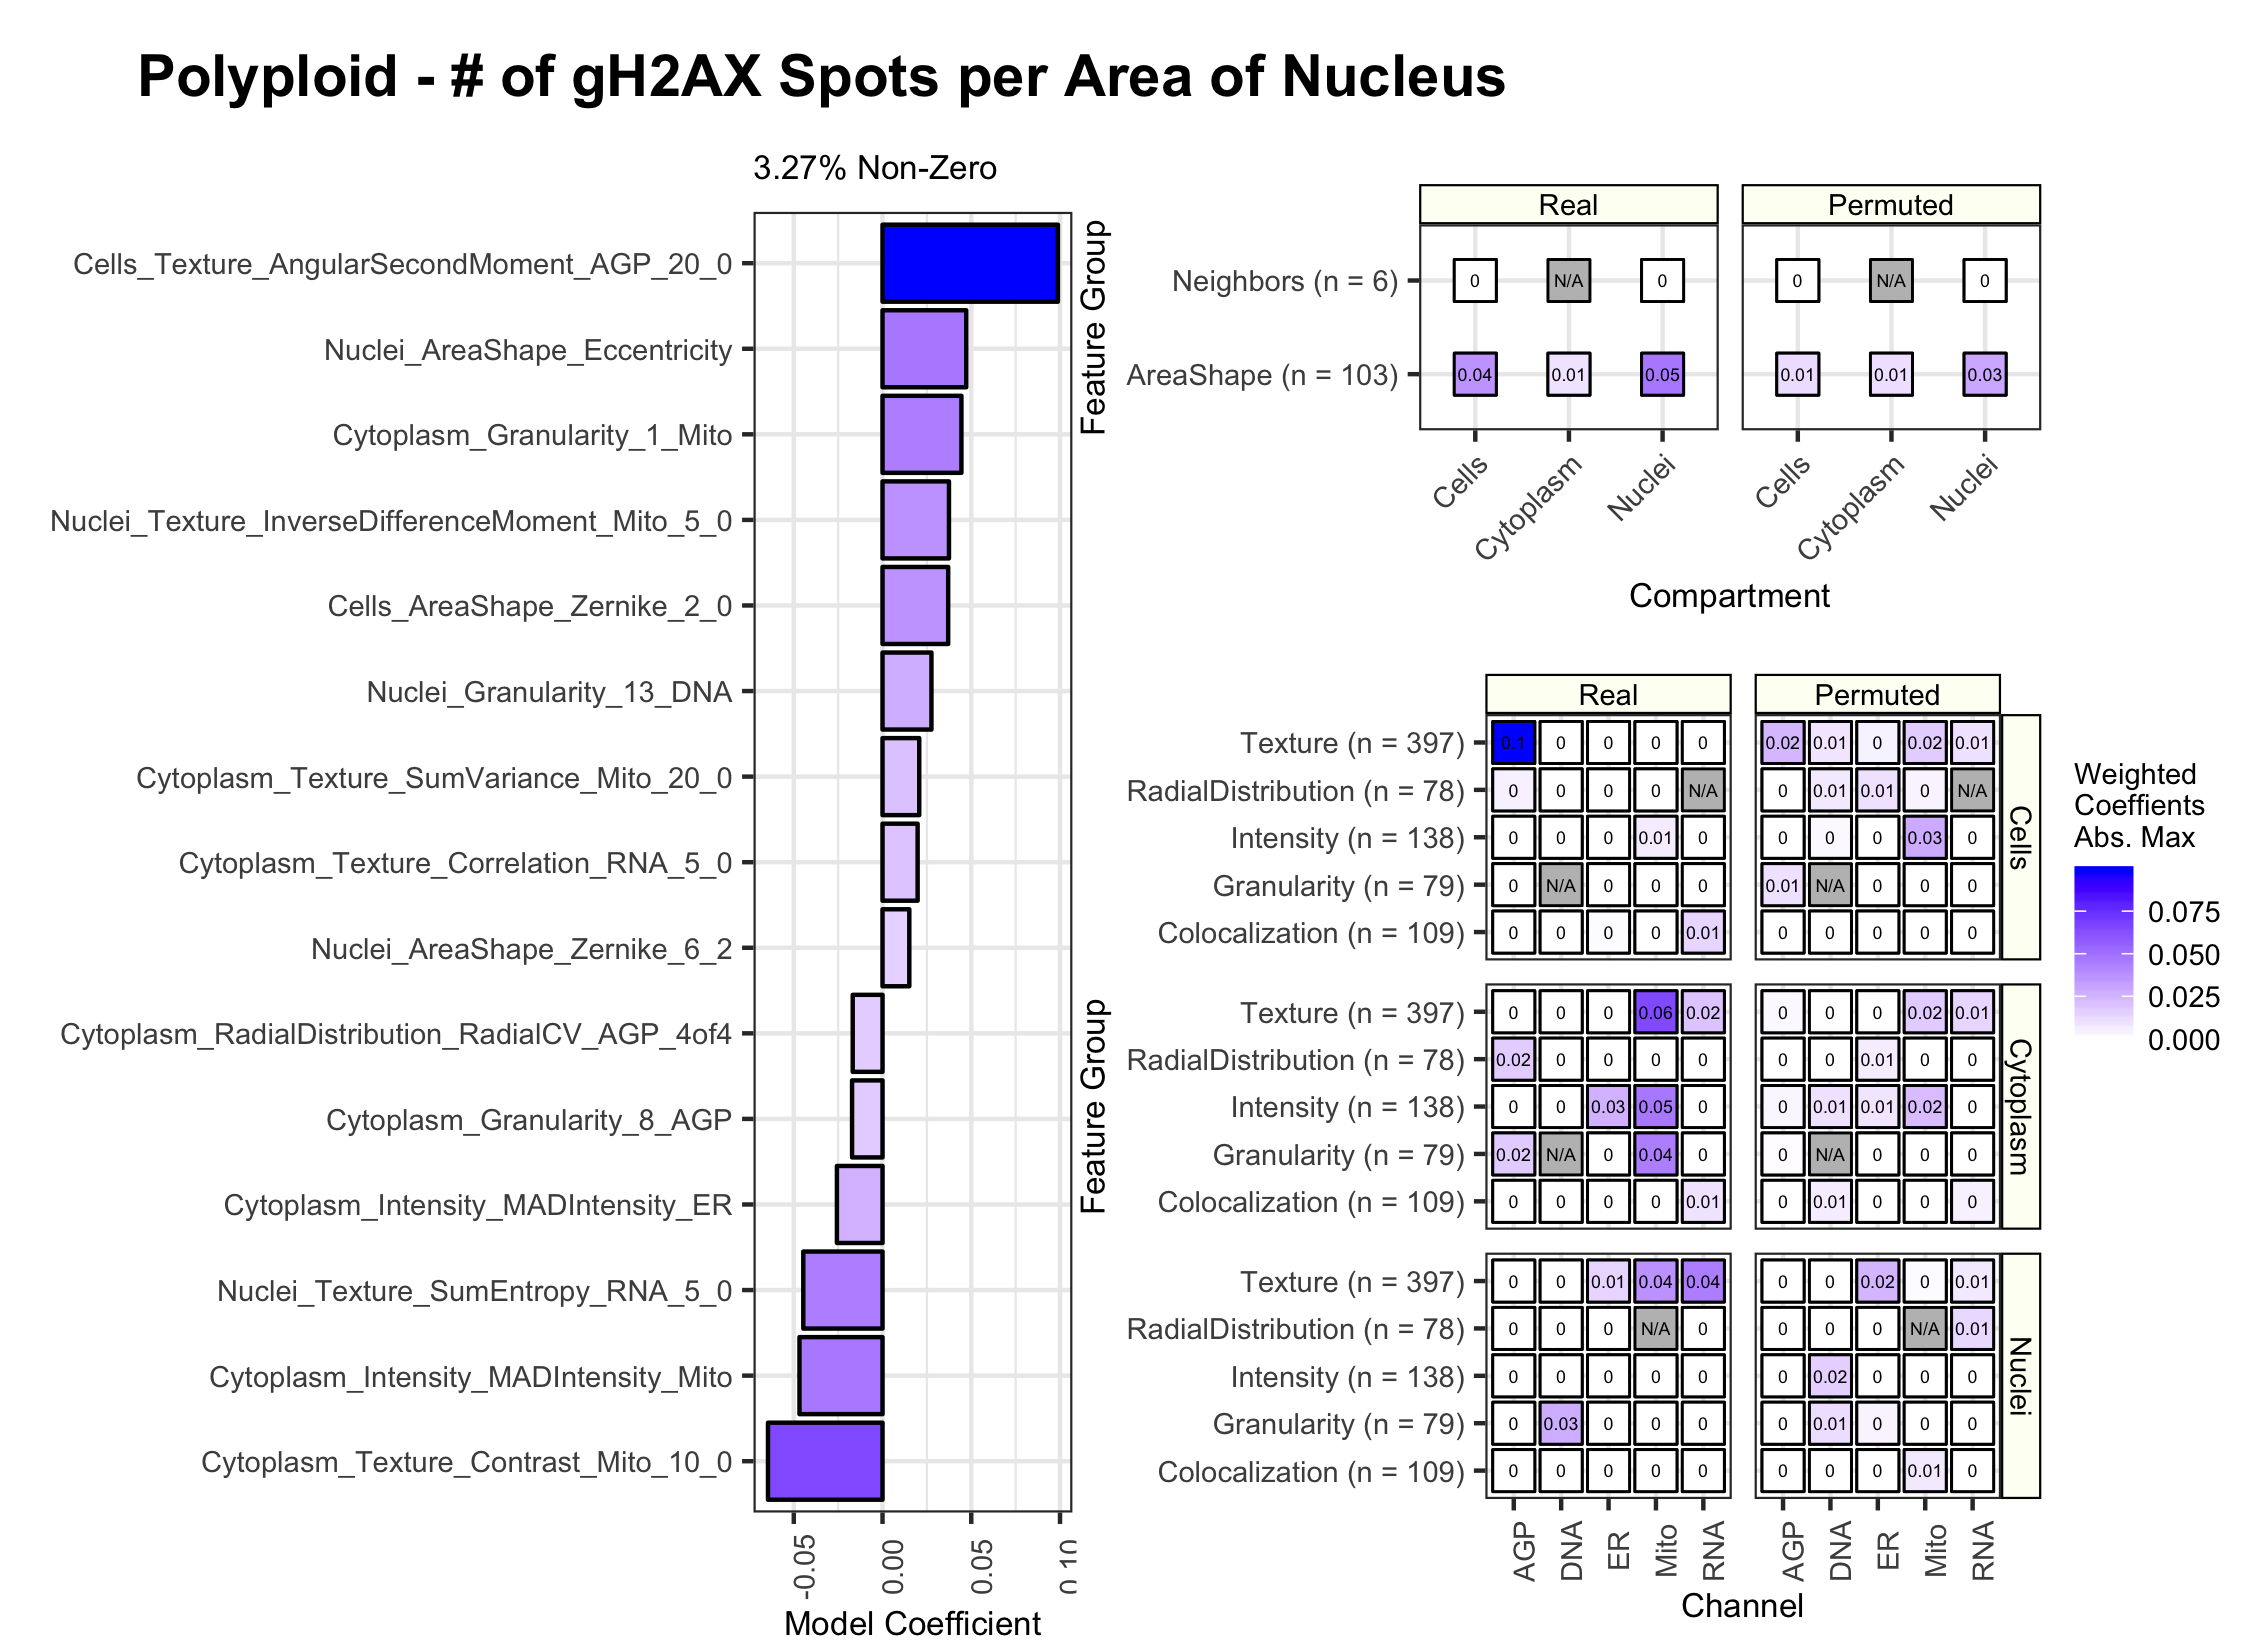 Polyploid - # of gH2AX Spots per Area of Nucleus
3.27% Non-Zero
Cells_Texture_AngularSecondMoment_AGP_20_0
Nuclei_AreaShape_Eccentricity
Cytoplasm_Granularity_1_Mito
Nuclei_Texture_InverseDifferenceMoment_Mito_5_0
Cells_AreaShape_Zernike_2_0
Nuclei_Granularity_13_DNA
Cytoplasm_Texture_SumVariance_Mito_20_0
Cytoplasm_Texture_Correlation_RNA_5_0
Nuclei_AreaShape_Zernike_6_2
Cytoplasm_RadialDistribution_RadialCV_AGP_4of4
Cytoplasm_Granularity_8_AGP
Cytoplasm_Intensity_MADIntensity_ER
Nuclei_Texture_SumEntropy_RNA_5_0
Cytoplasm_Intensity_MADIntensity_Mito
Cytoplasm_Texture_Contrast_Mito_10_0
-0.05 0.00 0.05 0.10
Model Coefficient
Feature Group
Real Permuted
Neighbors (n = 6) 0 N/A 0 0 N/A 0
AreaShape (n = 103) 0.04 0.01 0.05 0.01 0.01 0.03
Cells Cytoplasm Nuclei Cells Cytoplasm Nuclei
Compartment
Feature Group
Real Permuted
Texture (n = 397) 0.1 0 0 0 0 0.02 0.01 0 0.02 0.01
RadialDistribution (n = 78) 0 0 0 0 N/A 0 0.01 0.01 0 N/A
Intensity (n = 138) 0 0 0 0.01 0 0 0 0 0.03 0
Granularity (n = 79) 0 N/A 0 0 0 0.01 N/A 0 0 0
Colocalization (n = 109) 0 0 0 0 0.01 0 0 0 0 0
Cells
Texture (n = 397) 0 0 0 0.06 0.02 0 0 0 0.02 0.01
RadialDistribution (n = 78) 0.02 0 0 0 0 0 0 0.01 0 0
Intensity (n = 138) 0 0 0.03 0.05 0 0 0.01 0.01 0.02 0
Granularity (n = 79) 0.02 N/A 0 0.04 0 0 N/A 0 0 0
Colocalization (n = 109) 0 0 0 0 0.01 0 0.01 0 0 0
Cytoplasm
Texture (n = 397) 0 0 0.01 0.04 0.04 0 0 0.02 0 0.01
RadialDistribution (n = 78) 0 0 0 N/A 0 0 0 0 N/A 0.01
Intensity (n = 138) 0 0 0 0 0 0 0.02 0 0 0
Granularity (n = 79) 0 0.03 0 0 0 0 0.01 0 0 0
Colocalization (n = 109) 0 0 0 0 0 0 0 0 0.01 0
Nuclei
AGP DNA ER Mito RNA AGP DNA ER Mito RNA
Channel
Weighted
Coeffients
Abs. Max
0.075
0.050
0.025
0.000